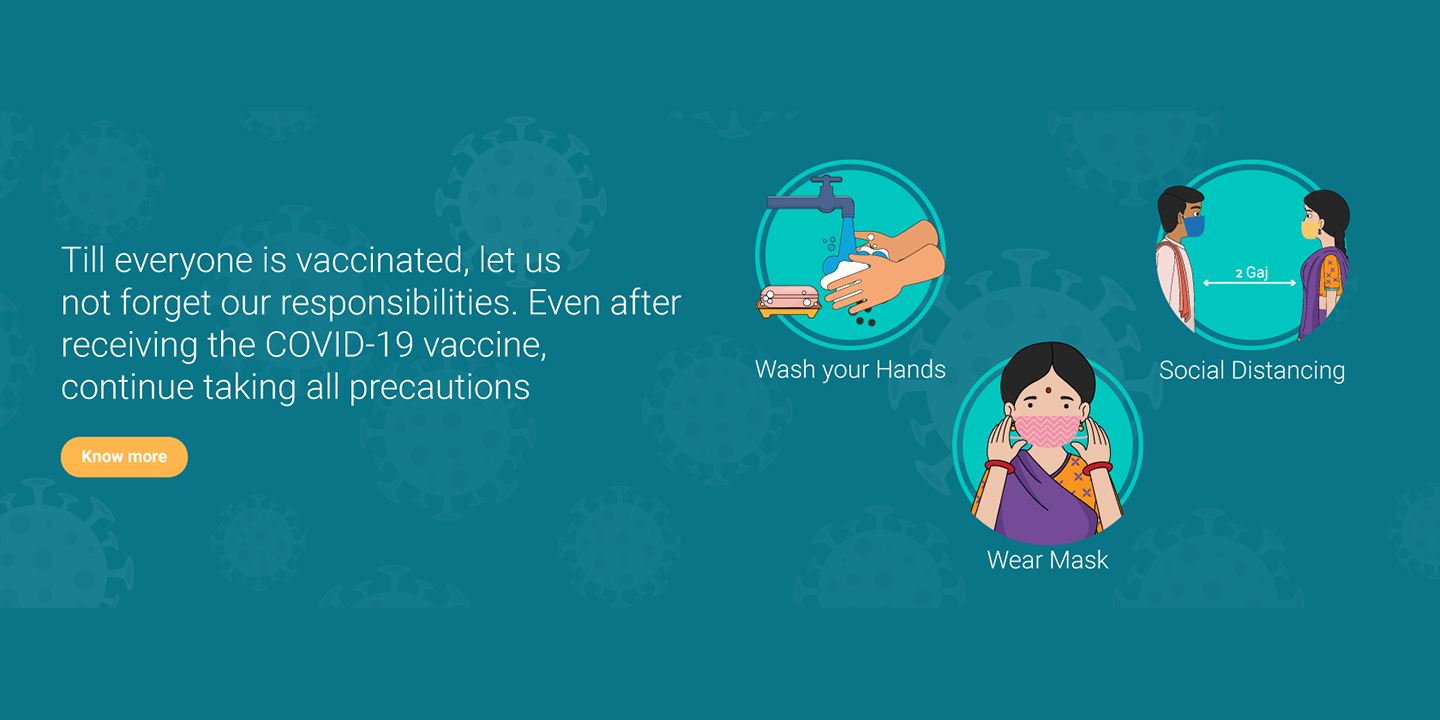 Till everyone is vaccinated, let us
not forget our responsibilities. Even after
receiving the COVID-19 vaccine,
continue taking all precautions
Know more
Wash your Hands
2 Gaj
Social Distancing
Wear Mask